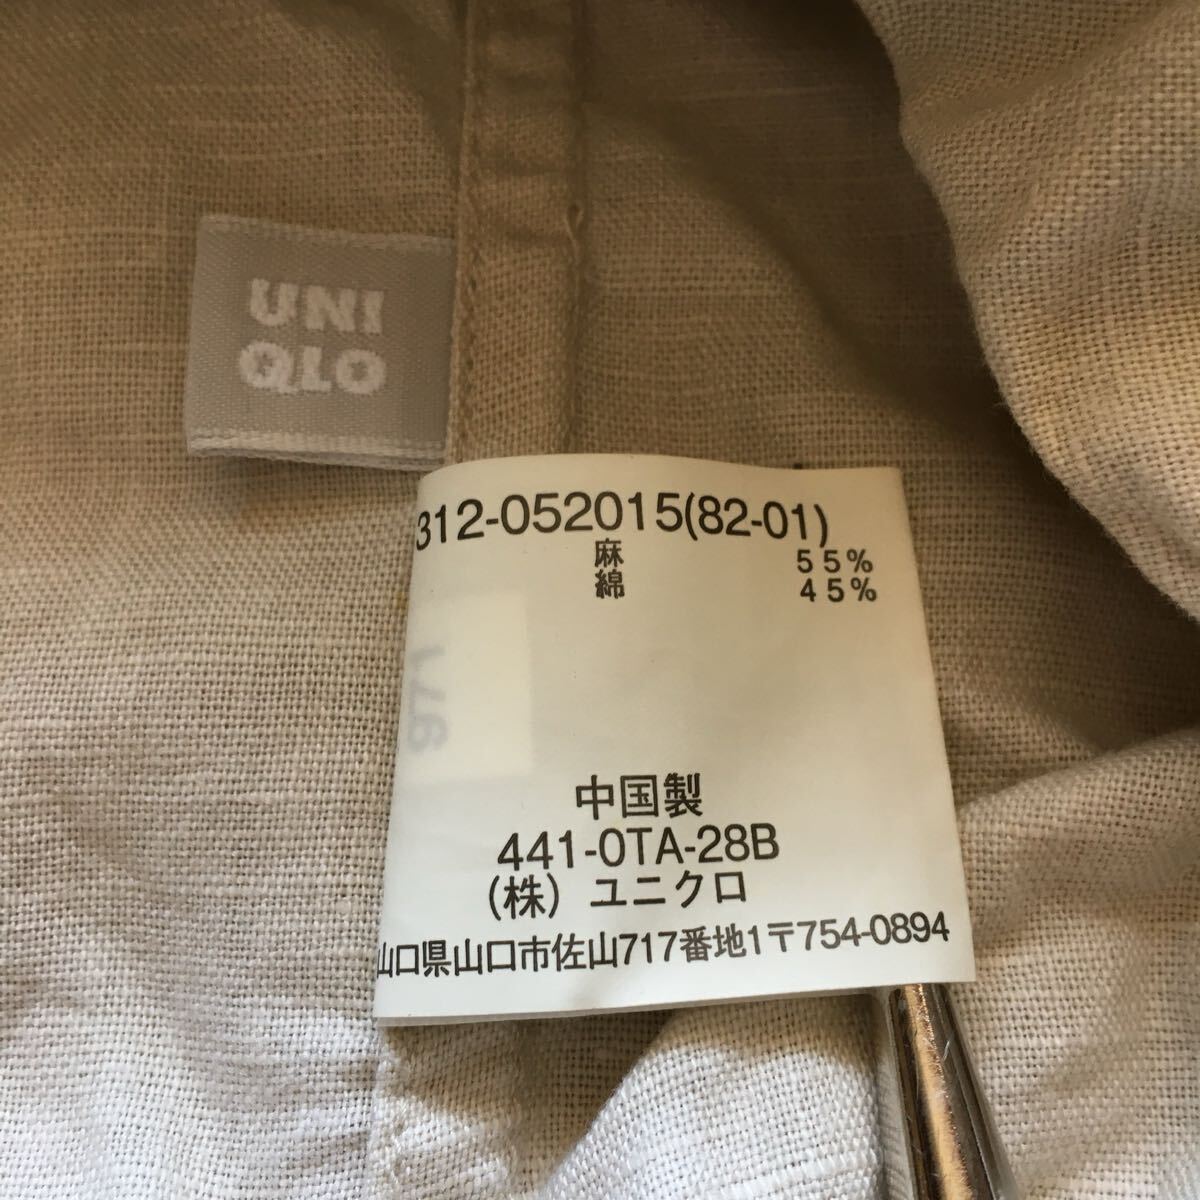 UNI
QLO
312-052015(82-01)
麻 55%
綿 45%
971
中国製
441-0TA-28B
(株) ユニクロ
山口県山口市佐山717番地1〒754-0894